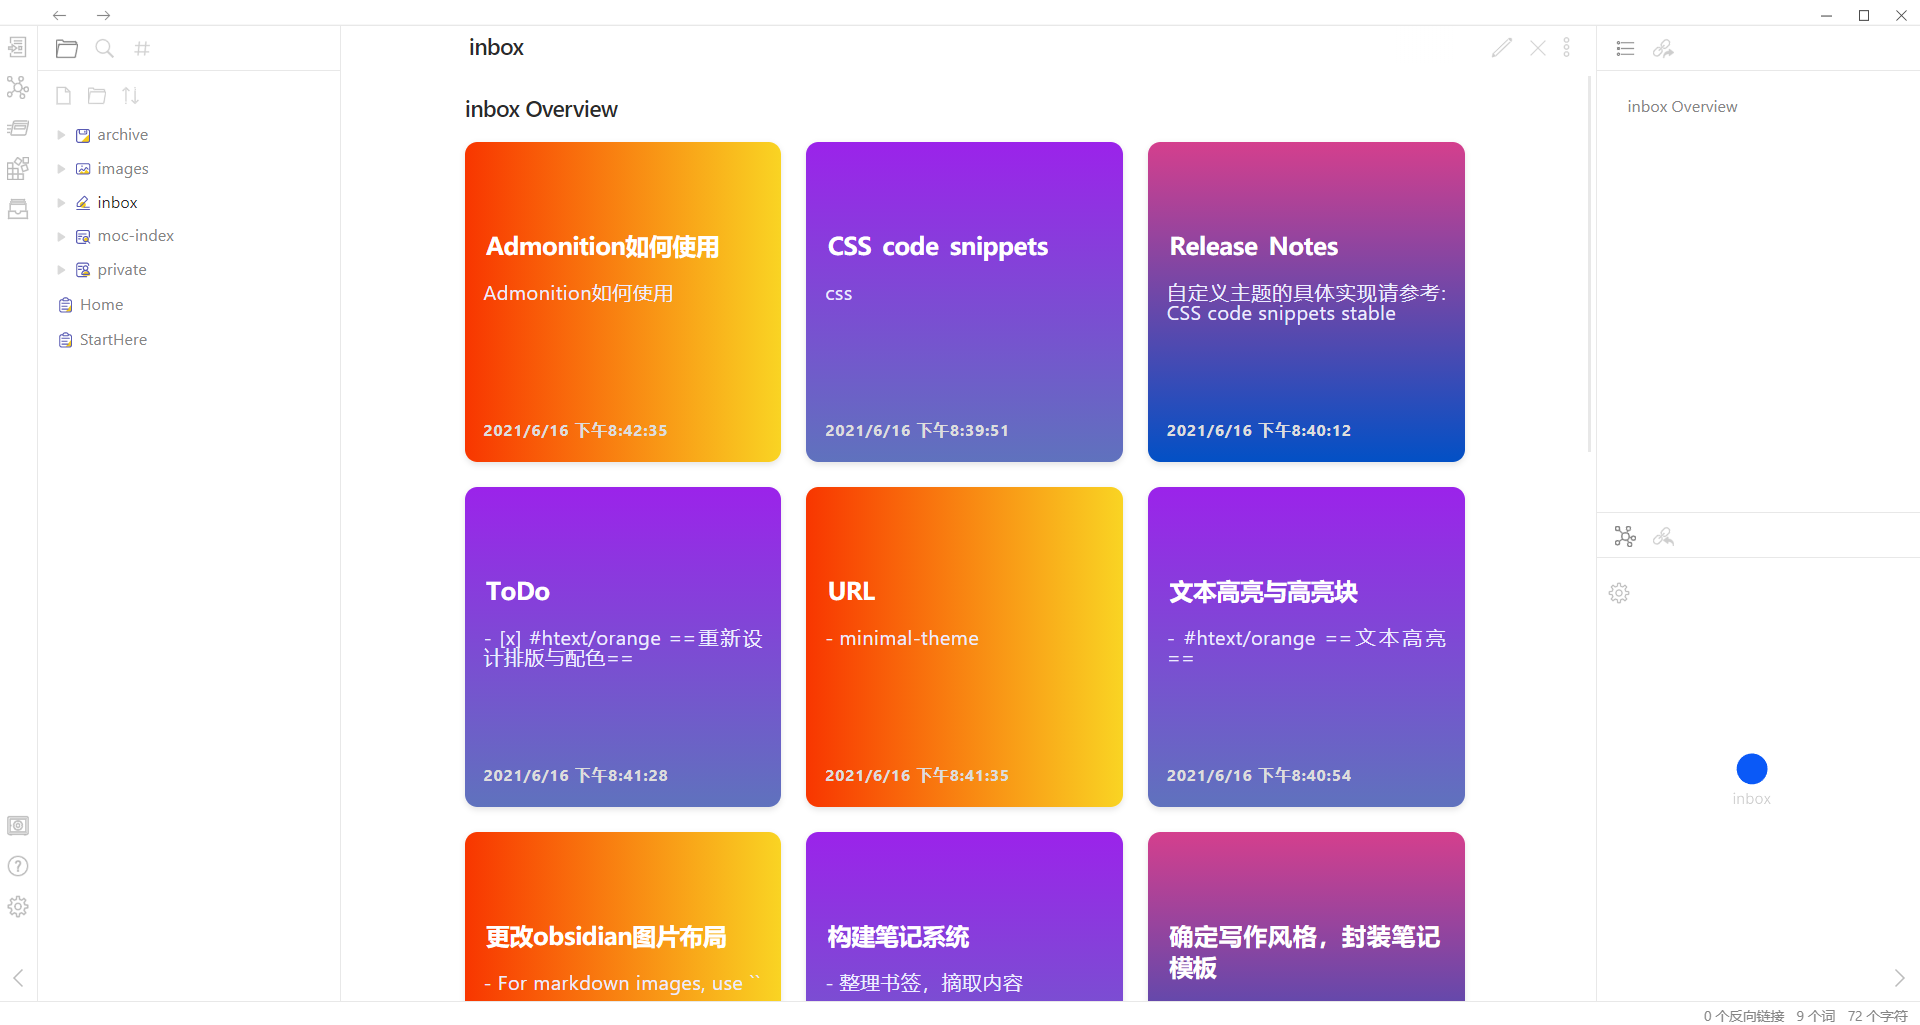 inbox
archive
images
inbox
moc-index
private
Home
StartHere
inbox Overview
Admonition如何使用
Admonition如何使用
2021/6/16 下午8:42:35
CSS code snippets
css
2021/6/16 下午8:39:51
Release Notes
自定义主题的具体实现请参考:
CSS code snippets stable
2021/6/16 下午8:40:12
ToDo
- [x] #htext/orange ==重新设
计排版与配色==
2021/6/16 下午8:41:28
URL
- minimal-theme
2021/6/16 下午8:41:35
文本高亮与高亮块
- #htext/orange ==文本高亮
==
2021/6/16 下午8:40:54
更改obsidian图片布局
- For markdown images, use ``
构建笔记系统
- 整理书签，摘取内容
确定写作风格，封装笔记
模板
inbox Overview
inbox
0 个反向链接 9 个词 72 个字符